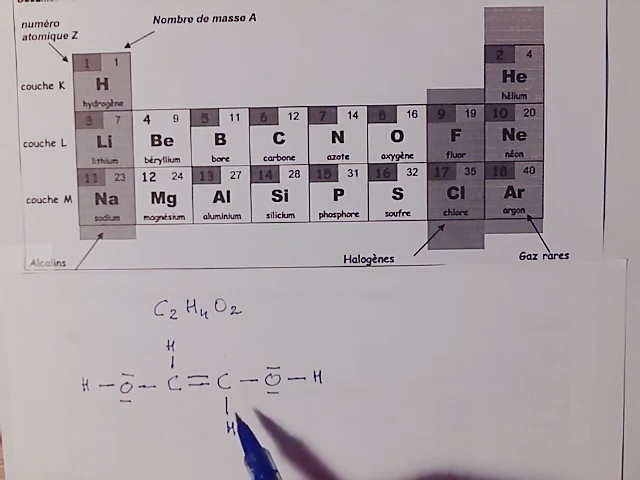 numéro
atomique Z
Nombre de masse A
couche K
1 1
H
hydrogène
2 4
He
hélium
couche L
3 7
Li
lithium
4 9
Be
béryllium
5 11
B
bore
6 12
C
carbone
7 14
N
azote
8 16
O
oxygène
9 19
F
fluor
10 20
Ne
néon
couche M
11 23
Na
sodium
12 24
Mg
magnésium
13 27
Al
aluminium
14 28
Si
silicium
15 31
P
phosphore
16 32
S
soufre
17 35
Cl
chlore
18 40
Ar
argon
Alcalins
Halogènes
Gaz rares
C2 H4 O2
H
H - O - C = C - O - H
H